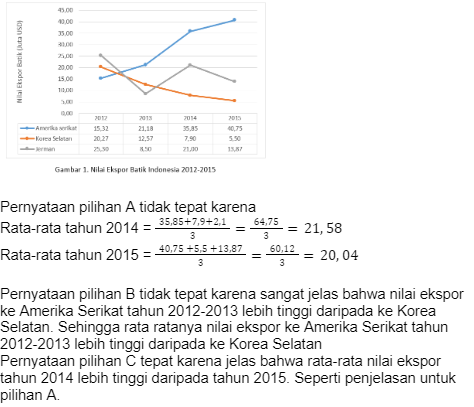 Nilai Ekspor Batik (Juta USD)
45,00
40,00
35,00
30,00
25,00
20,00
15,00
10,00
5,00
0,00
2012 2013 2014 2015
Amerika serikat 15,32 21,18 35,85 40,75
Korea Selatan 20,27 12,57 7,90 5,50
Jerman 25,30 8,50 21,00 13,87
Gambar 1. Nilai Ekspor Batik Indonesia 2012-2015
Pernyataan pilihan A tidak tepat karena
Rata-rata tahun 2014 = 35,85+7,9+2,1/3 = 64,75/3 = 21,58
Rata-rata tahun 2015 = 40,75 +5,5 +13,87/3 = 60,12/3 = 20,04
Pernyataan pilihan B tidak tepat karena sangat jelas bahwa nilai ekspor
ke Amerika Serikat tahun 2012-2013 lebih tinggi daripada ke Korea
Selatan. Sehingga rata ratanya nilai ekspor ke Amerika Serikat tahun
2012-2013 lebih tinggi daripada ke Korea Selatan
Pernyataan pilihan C tepat karena jelas bahwa rata-rata nilai ekspor
tahun 2014 lebih tinggi daripada tahun 2015. Seperti penjelasan untuk
pilihan A.